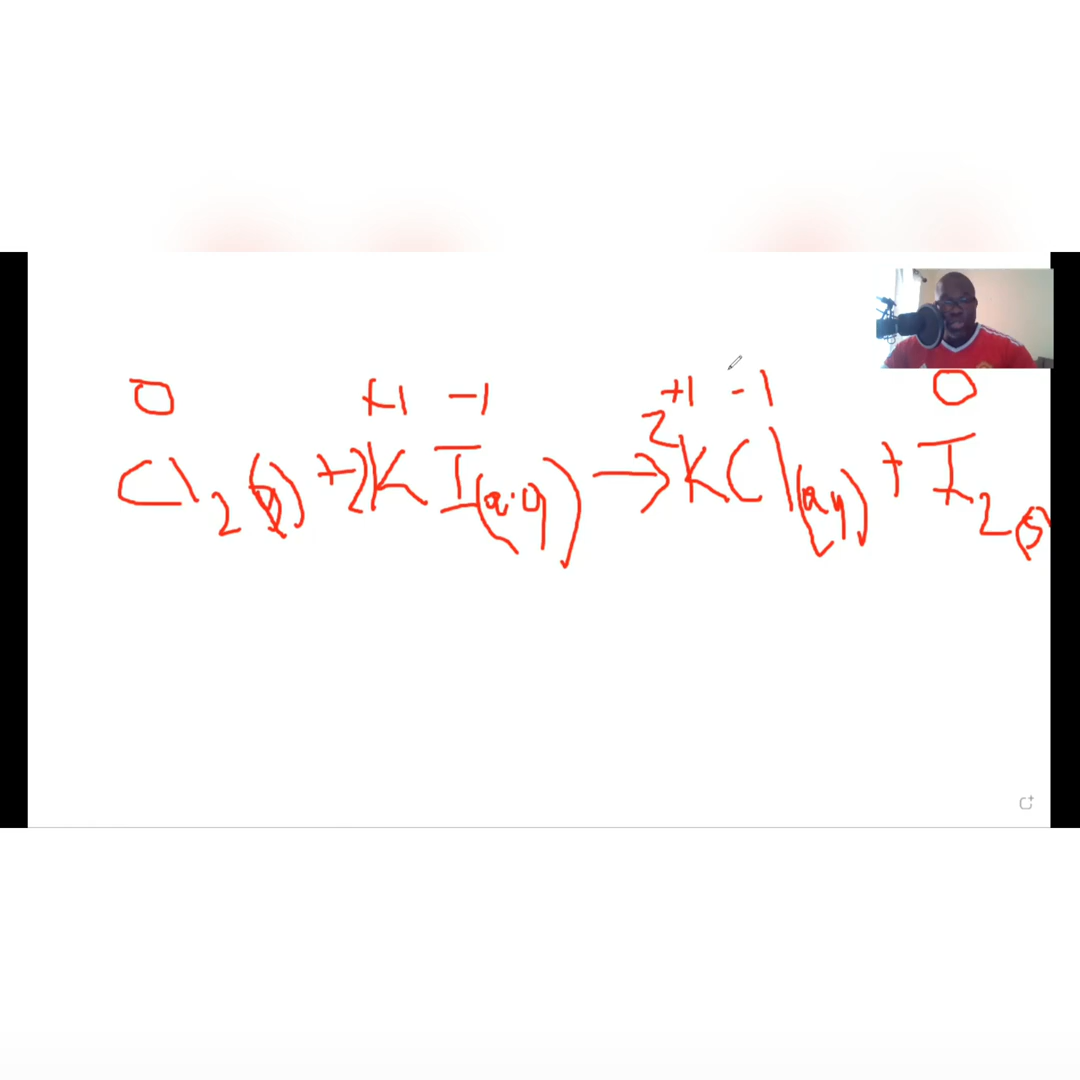 0 +1 -1 +1 -1 0
Cl2(g) + 2KI(aq) → 2KCl(aq) + I2(s)